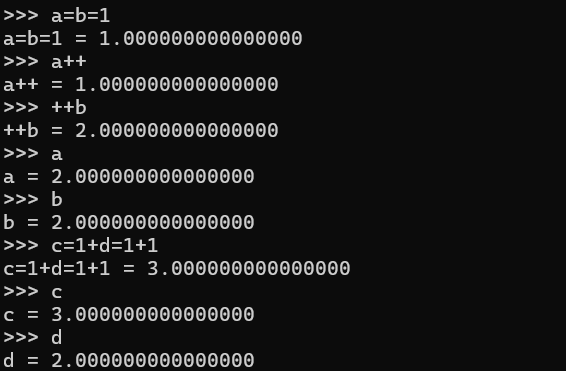 >>> a=b=1
a=b=1 = 1.000000000000000
>>> a++
a++ = 1.000000000000000
>>> ++b
++b = 2.000000000000000
>>> a
a = 2.000000000000000
>>> b
b = 2.000000000000000
>>> c=1+d=1+1
c=1+d=1+1 = 3.000000000000000
>>> c
c = 3.000000000000000
>>> d
d = 2.000000000000000